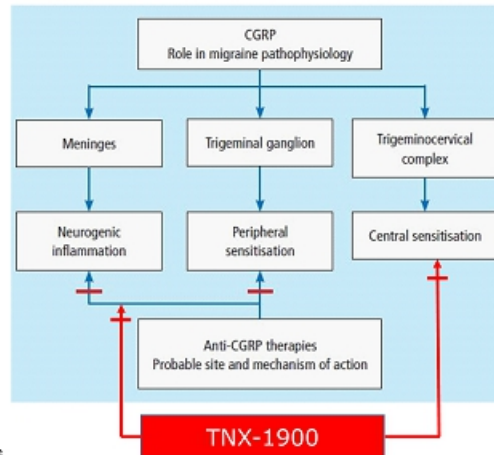 CGRP
Role in migraine pathophysiology
Meninges
Trigeminal ganglion
Trigeminocervical
complex
Neurogenic
inflammation
Peripheral
sensitisation
Central sensitisation
Anti-CGRP therapies
Probable site and mechanism of action
TNX-1900